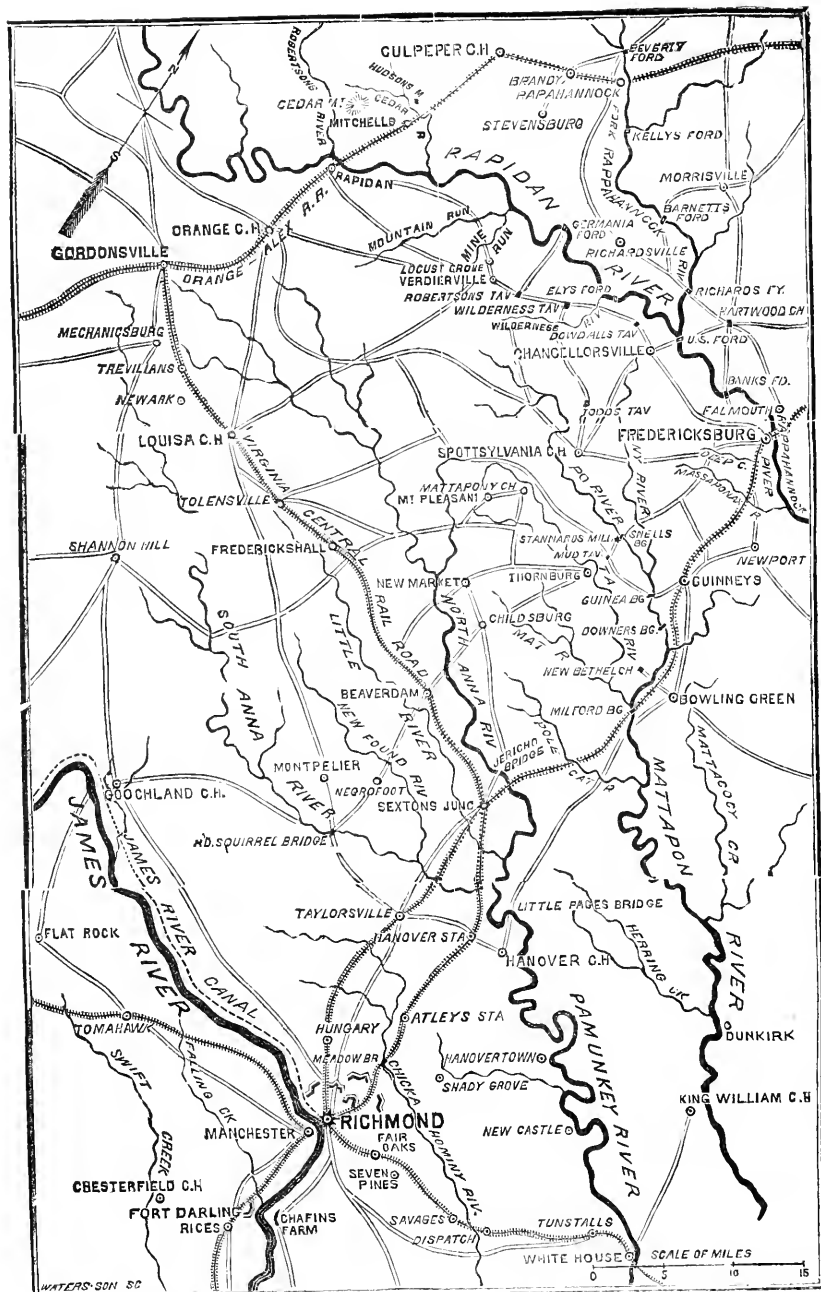 ROBERTSONS RIVER
CULPEPER C.H
BEVERLY FORD
HUDSONS M.
BRANDY
RAPAHANNOCK
CEDAR MT
CEDAR R
MITCHELLS
STEVENSBURG
FORK RAPPAHANNOCK RIV
KELLYS FORD
N
S
RAPIDAN RIVER
MORRISVILLE
RAPIDAN
BARNETTS FORD
ORANGE C.H
MOUNTAIN RUN
MINE RUN
GERMANIA FORD
RICHARDSVILLE
GORDONSVILLE
ORANGE - ALEX R.R.
LOCUST GROVE
VERDIERVILLE
ROBERTSONS TAV
ELYS FORD
RICHARDS FY.
WILDERNESS TAV
HARTWOOD CH
MECHANICSBURG
WILDERNESE RIV
DOWDALLS TAV
U.S. FORD
CHANCELLORSVILLE
TREVILIANS
BANKS FD.
NEWARK
TODDS TAV
FALMOUTH
RAPPAHANNOCK RIVER
LOUISA C.H
FREDERICKSBURG
SPOTTSYLVANIA C.H
DEEP C.
VIRGINIA CENTRAL RAIL ROAD
NY RIVER
PO RIVER
MASSAPONAX R
MATTAPONY CH
MT PLEASANT
TOLENSVILLE
STANNARDS MILL
SNELLS BG
SHANNON HILL
FREDERICKSHALL
MUD TAV
NEWPORT
NEW MARKET
THORNBURG
GUINNEYS
TA RIV
GUINEA BG
SOUTH ANNA RIVER
LITTLE RIVER
NORTH ANNA RIV
CHILDSBURG
DOWNERS BG.
MAT R
NEW BETHEL CH
BEAVERDAM
BOWLING GREEN
MILFORD BG
NEW FOUND RIV
POLE CAT R
JERICHO BRIDGE
MATTAPON RIVER
MATTACOCY CR
MONTPELIER
NEGROFOOT
GOOCHLAND C.H.
SEXTONS JUNC
JAMES RIVER
JAMES RIVER CANAL
N'D. SQUIRREL BRIDGE
LITTLE PAGES BRIDGE
TAYLORSVILLE
FLAT ROCK
HANOVER STA
HERRING CK
HANOVER C.H
PAMUNKEY RIVER
ATLEYS STA
TOMAHAWK
HUNGARY
DUNKIRK
MEADOW BR
HANOVERTOWN
SWIFT CREEK
FALLING CK
CHICKAHOMINY RIV.
SHADY GROVE
KING WILLIAM C.H
RICHMOND
MANCHESTER
FAIR OAKS
NEW CASTLE
SEVEN PINES
CHESTERFIELD C.H
FORT DARLING
RICES
CHAFINS FARM
SAVAGES
DISPATCH
TUNSTALLS
WHITE HOUSE
SCALE OF MILES
0 5 10 15
WATERS-SON SC